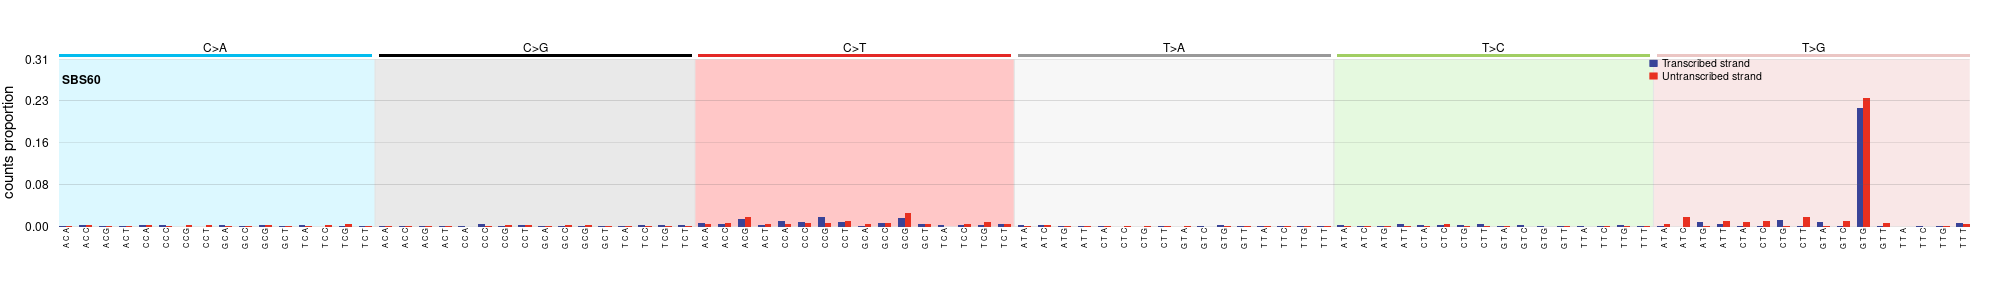 C>A C>G C>T T>A T>C T>G
0.31
SBS60
Transcribed strand
Untranscribed strand
0.23
0.16
0.08
0.00
counts proportion
ACA ACC ACG ACT CCA CCC CCG CCT GCA GCC GCG GCT TCA TCC TCG TCT ACA ACC ACG ACT CCA CCC CCG CCT GCA GCC GCG GCT TCA TCC TCG TCT ACA ACC ACG ACT CCA CCC CCG CCT GCA GCC GCG GCT TCA TCC TCG TCT ATA ATC ATG ATT CTA CTC CTG CTT GTA GTC GTG GTT TTA TTC TTG TTT ATA ATC ATG ATT CTA CTC CTG CTT GTA GTC GTG GTT TTA TTC TTG TTT ATA ATC ATG ATT CTA CTC CTG CTT GTA GTC GTG GTT TTA TTC TTG TTT